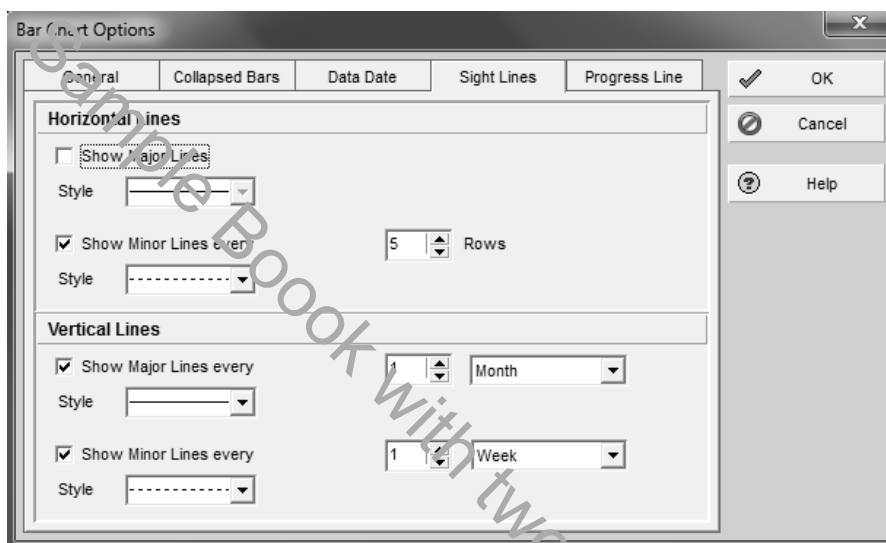 Bar Chart Options
X
General
Collapsed Bars
Data Date
Sight Lines
Progress Line
OK
Cancel
Help
Horizontal Lines
Show Major Lines
Style
Show Minor Lines every
5
Rows
Style
Vertical Lines
Show Major Lines every
1
Month
Style
Show Minor Lines every
1
Week
Style
Sample Boook with two